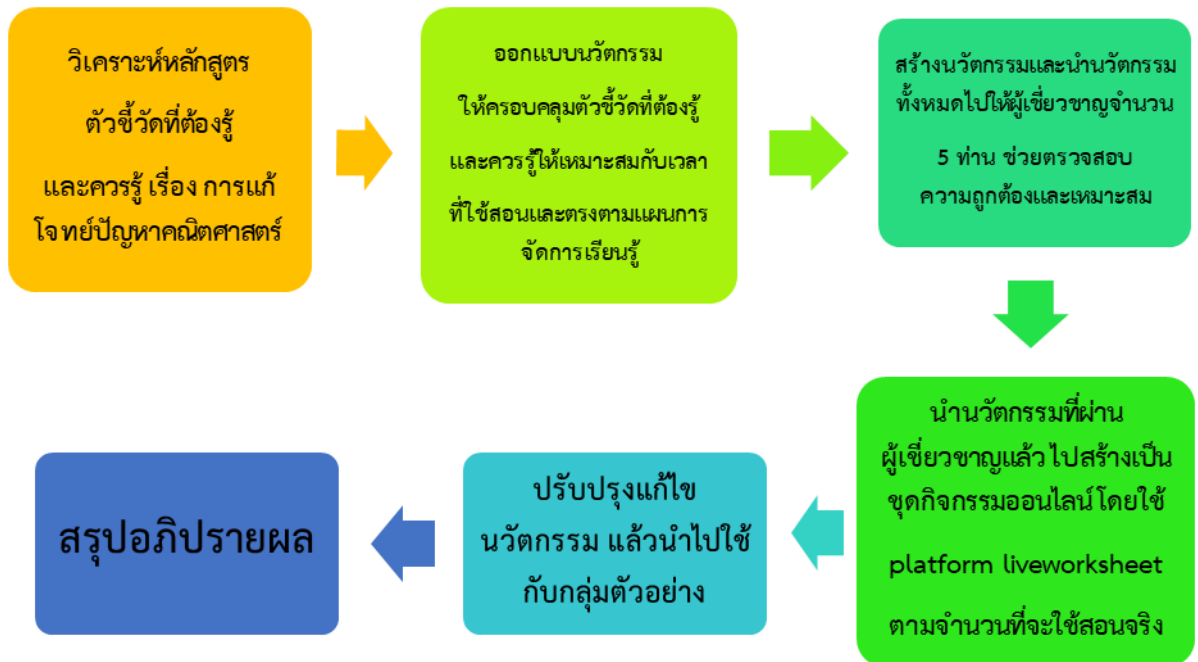 วิเคราะห์หลักสูตร
ตัวชี้วัดที่ต้องรู้
และควรรู้ เรื่อง การแก้
โจทย์ปัญหาคณิตศาสตร์
ออกแบบนวัตกรรม
ให้ครอบคลุมตัวชี้วัดที่ต้องรู้
และควรรู้ให้เหมาะสมกับเวลา
ที่ใช้สอนและตรงตามแผนการ
จัดการเรียนรู้
สร้างนวัตกรรมและนำนวัตกรรม
ทั้งหมดไปให้ผู้เชี่ยวชาญจำนวน
5 ท่าน ช่วยตรวจสอบ
ความถูกต้องและเหมาะสม
นำนวัตกรรมที่ผ่าน
ผู้เชี่ยวชาญแล้ว ไปสร้างเป็น
ชุดกิจกรรมออนไลน์ โดยใช้
platform liveworksheet
ตามจำนวนที่จะใช้สอนจริง
ปรับปรุงแก้ไข
นวัตกรรม แล้วนำไปใช้
กับกลุ่มตัวอย่าง
สรุปอภิปรายผล